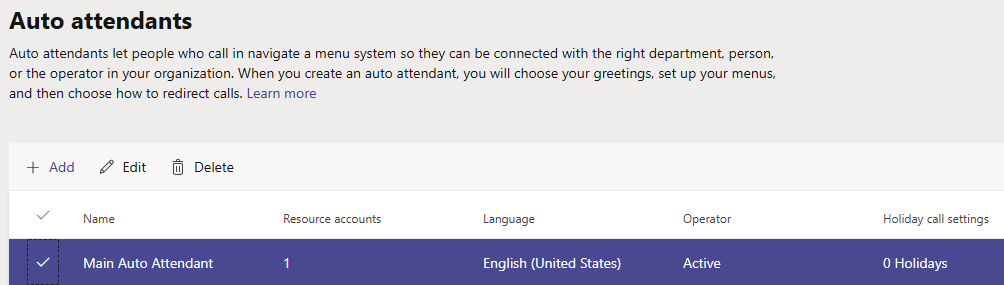 Auto attendants
Auto attendants let people who call in navigate a menu system so they can be connected with the right department, person,
or the operator in your organization. When you create an auto attendant, you will choose your greetings, set up your menus,
and then choose how to redirect calls. Learn more
+ Add Edit Delete
Name Resource accounts Language Operator Holiday call settings
Main Auto Attendant 1 English (United States) Active 0 Holidays